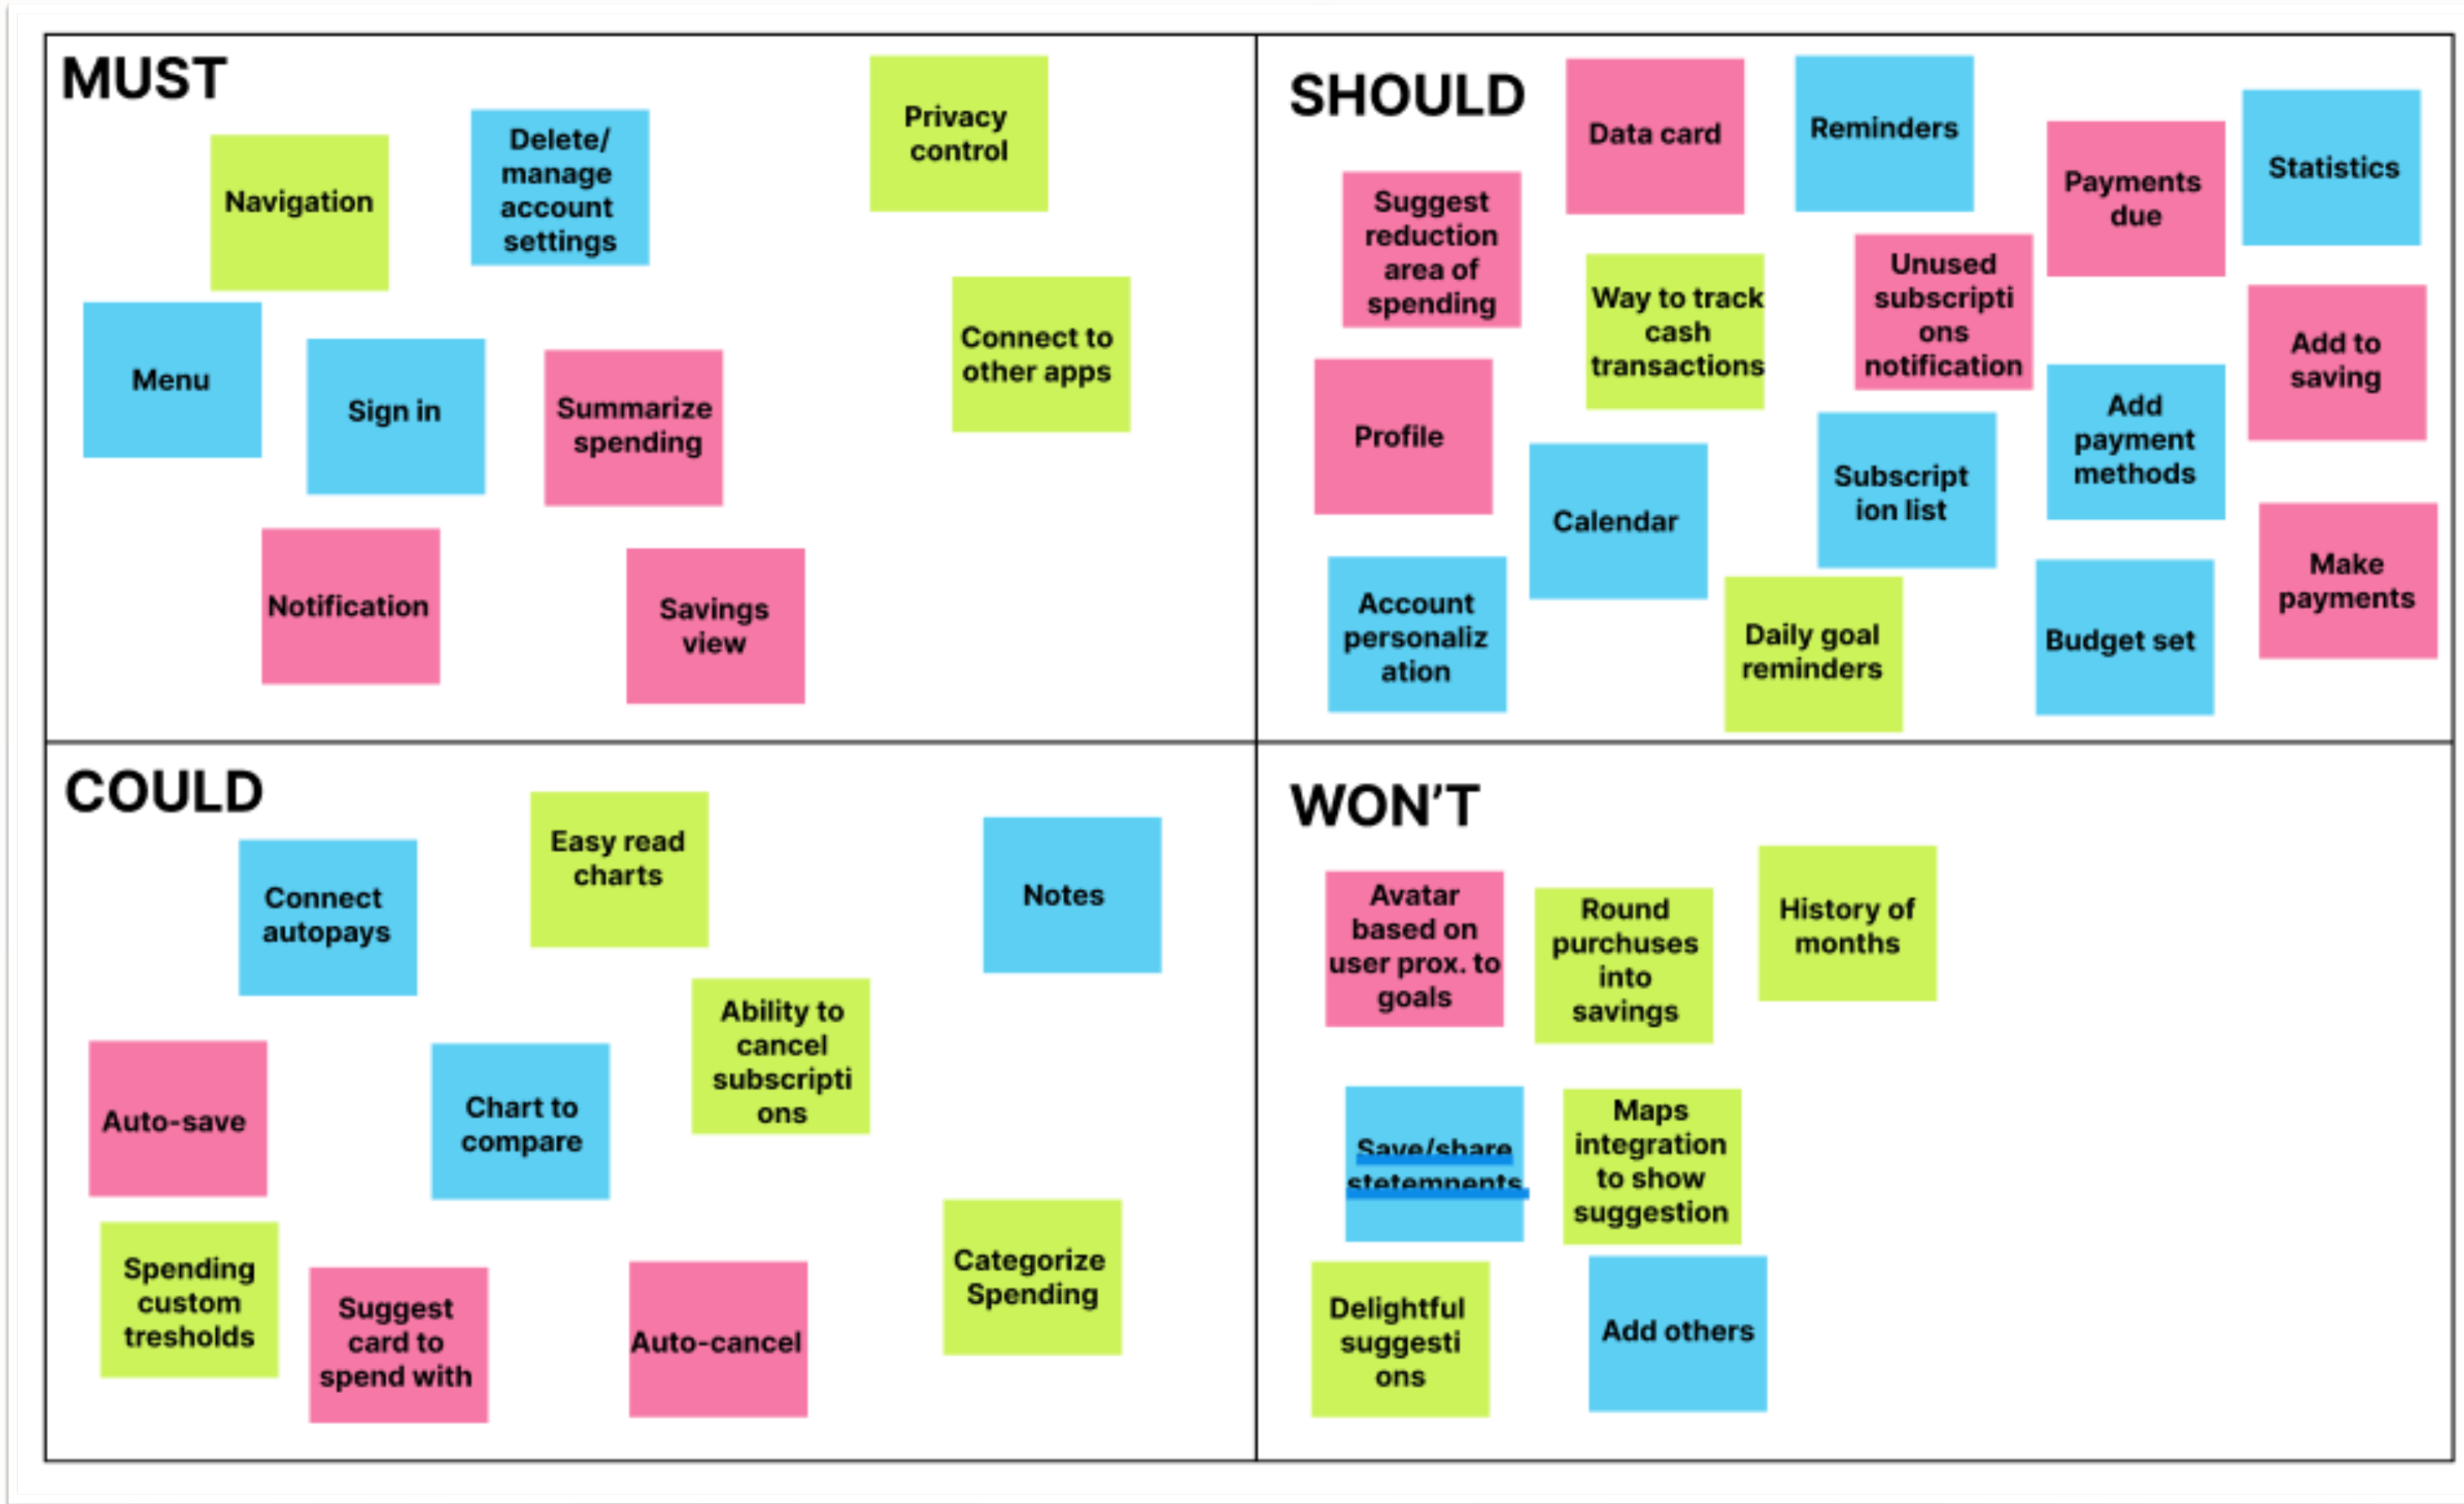 MUST
Navigation
Delete/
manage
account
settings
Privacy
control
Menu
Sign in
Summarize
spending
Connect to
other apps
Notification
Savings
view
SHOULD
Data card
Reminders
Payments
due
Statistics
Suggest
reduction
area of
spending
Way to track
cash
transactions
Unused
subscripti
ons
notification
Add to
saving
Profile
Calendar
Subscript
ion list
Add
payment
methods
Make
payments
Account
personaliz
ation
Daily goal
reminders
Budget set
COULD
Connect
autopays
Easy read
charts
Notes
Ability to
cancel
subscripti
ons
Auto-save
Chart to
compare
Spending
custom
tresholds
Suggest
card to
spend with
Auto-cancel
Categorize
Spending
WON'T
Avatar
based on
user prox. to
goals
Round
purchuses
into
savings
History of
months
Save/share
stetemnents
Maps
integration
to show
suggestion
Delightful
suggesti
ons
Add others